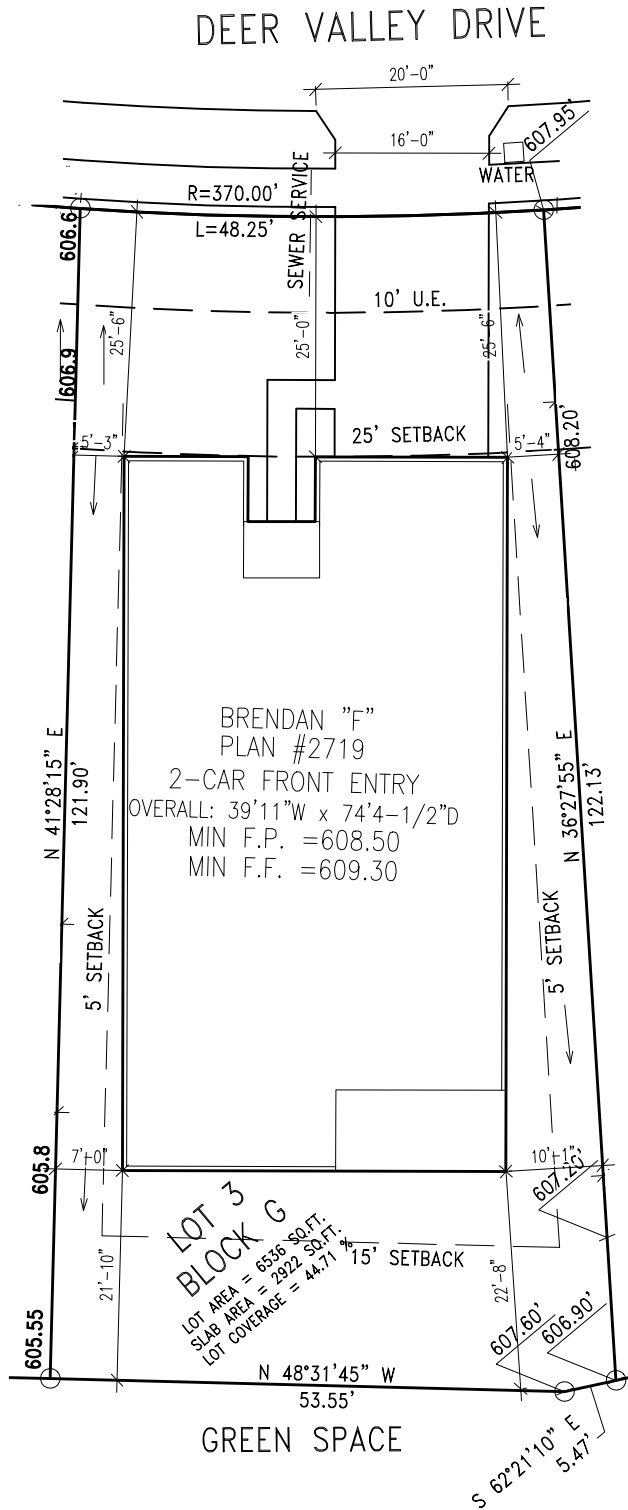 DEER VALLEY DRIVE
20'-0"
16'-0"
607.95'
WATER
SEWER SERVICE
R=370.00'
L=48.25'
606.6
10' U.E.
25'-6"
25'-0"
25'-6"
606.9
25' SETBACK
5'-3"
5'-4"
608.20'
BRENDAN "F"
PLAN #2719
2-CAR FRONT ENTRY
OVERALL: 39'11"W x 74'4-1/2"D
MIN F.P. =608.50
MIN F.F. =609.30
N 41°28'15" E
121.90'
N 36°27'55" E
122.13'
5' SETBACK
5' SETBACK
605.8
7'-0"
10'-1"
607.20'
LOT 3
BLOCK G
LOT AREA = 6536 SQ.FT.
SLAB AREA = 2922 SQ.FT.
LOT COVERAGE = 44.71 %
15' SETBACK
21'-10"
22'-8"
605.55
607.60'
606.90'
N 48°31'45" W
53.55'
GREEN SPACE
S 62°21'10" E
5.47'